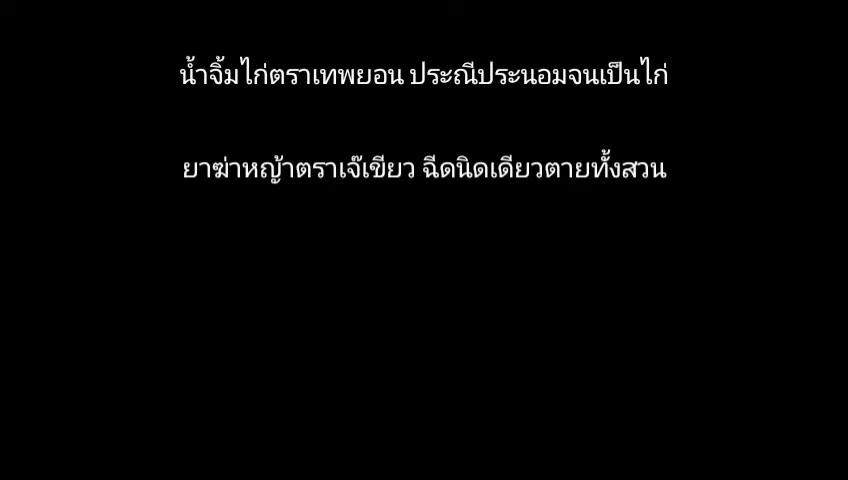 น้ำจิ้มไก่ตราเทพยอน ประณีประนอมจนเป็นไก่
ยาฆ่าหญ้าตราเจ๊เขียว ฉีดนิดเดียวตายทั้งสวน